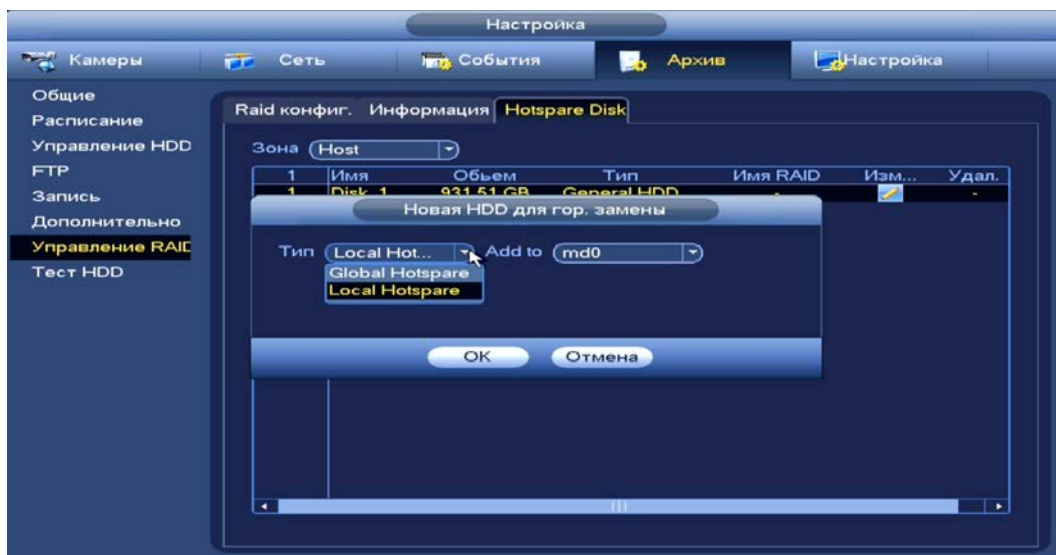 Настройка
Камеры Сеть События Архив Настройка
Общие
Расписание
Управление HDD
FTP
Запись
Дополнительно
Управление RAID
Тест HDD
Raid конфиг. Информация Hotspare Disk
Зона Host
1 Имя Обьем Тип Имя RAID Изм... Удал.
1 Disk 1 931.51 GB General HDD - -
Новая HDD для гор. замены
Тип Local Hot... Add to md0
Global Hotspare
Local Hotspare
OK Отмена